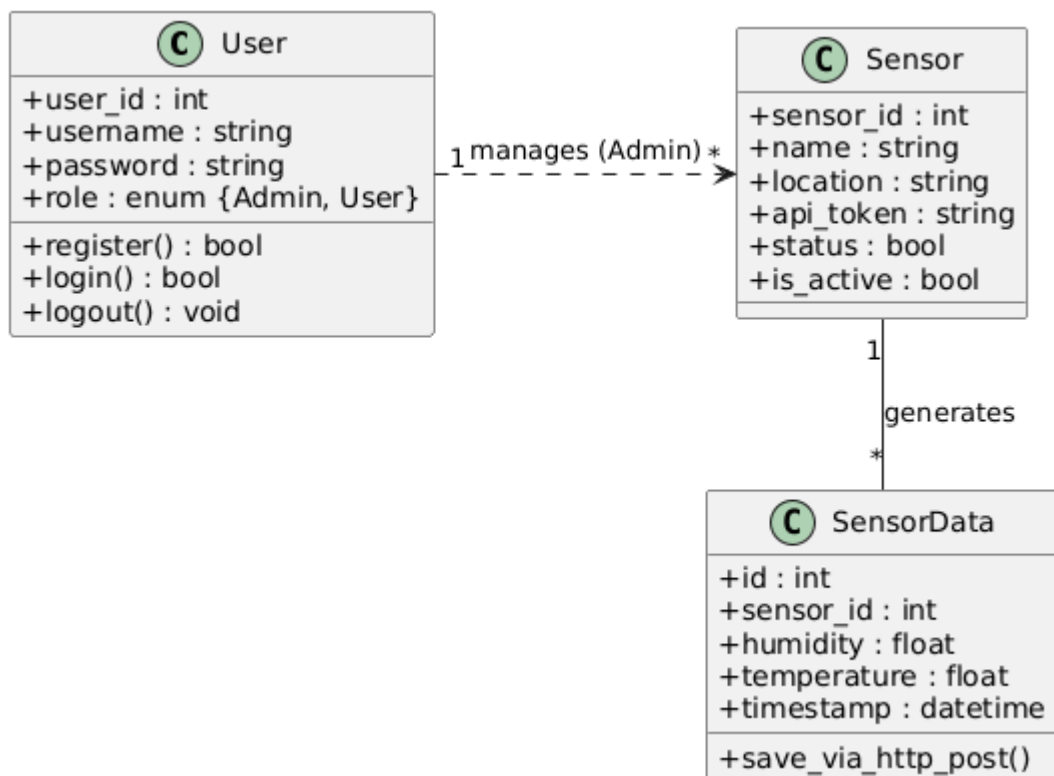 C User
+user_id : int
+username : string
+password : string
+role : enum {Admin, User}
+register() : bool
+login() : bool
+logout() : void
1 manages (Admin) *
C Sensor
+sensor_id : int
+name : string
+location : string
+api_token : string
+status : bool
+is_active : bool
1
generates
*
C SensorData
+id : int
+sensor_id : int
+humidity : float
+temperature : float
+timestamp : datetime
+save_via_http_post()